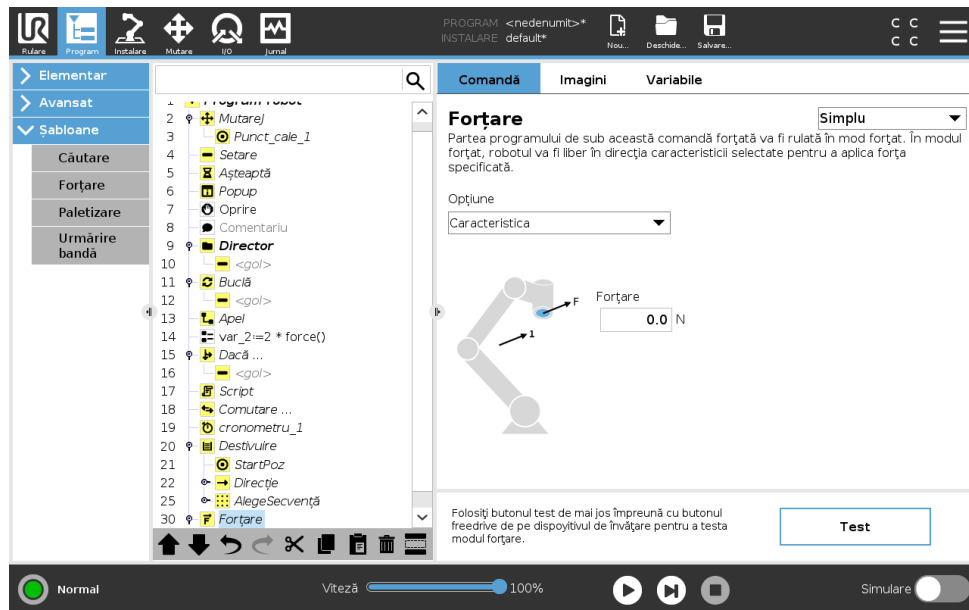 PROGRAM <nedenumit>*
INSTALARE default*
Rulare
Program
Instalare
Mutare
I/O
Jurnal
Nou...
Deschide...
Salvare...
C C
C C
Elementar
Avansat
Șabloane
Căutare
Forțare
Paletizare
Urmărire
bandă
1 Program robot
2 MutareJ
3 Punct_cale_1
4 Setare
5 Așteaptă
6 Popup
7 Oprire
8 Comentariu
9 Director
10 <gol>
11 Buclă
12 <gol>
13 Apel
14 var_2:=2 * force()
15 Dacă ...
16 <gol>
17 Script
18 Comutare ...
19 cronometru_1
20 Destivuire
21 StartPoz
22 Direcție
25 AlegeSecvență
30 Forțare
Comandă
Imagini
Variabile
Forțare
Simplu
Partea programului de sub această comandă forțată va fi rulată în mod forțat. În modul
forțat, robotul va fi liber în direcția caracteristicii selectate pentru a aplica forța
specificată.
Opțiune
Caracteristica
F
1
Forțare
0.0 N
Folosiți butonul test de mai jos împreună cu butonul
freedrive de pe dispoyitivul de învățare pentru a testa
modul forțare.
Test
Normal
Viteză
100%
Simulare